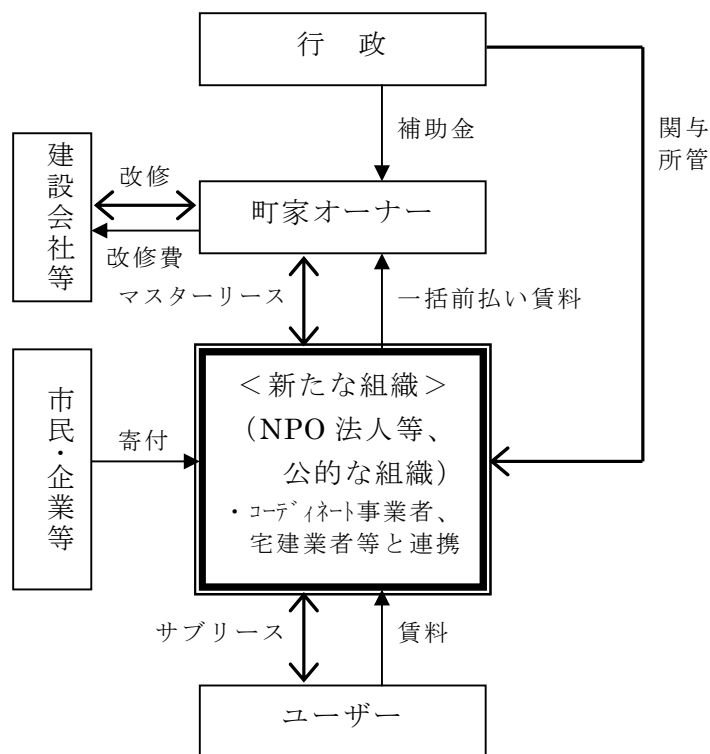 行　政
補助金
関与
所管
建設会社等
改修
改修費
町家オーナー
マスターリース
一括前払い賃料
市民・企業等
寄付
＜新たな組織＞
（NPO 法人等、
公的な組織）
・ｺｰﾃﾞｨﾈｰﾄ事業者、
宅建業者等と連携
サブリース
賃料
ユーザー